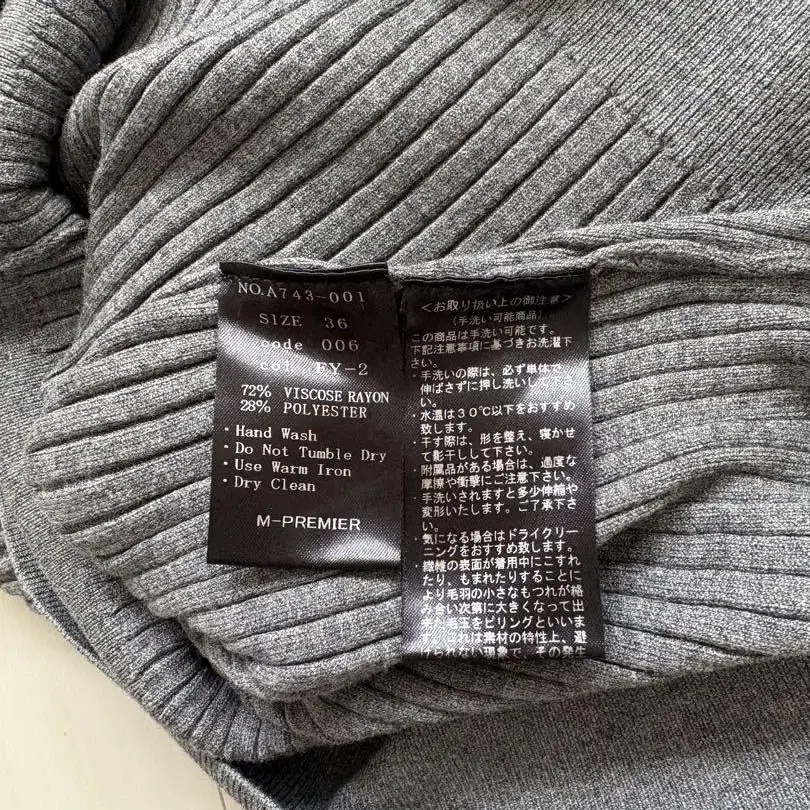 NO.A743-001
SIZE 36
code 006
col FY-2
72% VISCOSE RAYON
28% POLYESTER
・Hand Wash
・Do Not Tumble Dry
・Use Warm Iron
・Dry Clean
M-PREMIER
<お取り扱い上の御注意>
(手洗い可能商品)
この商品は手洗い可能です。
下記注意事項に基づきお洗濯下
さい。
・手洗いの際は、必ず単体で、
伸ばさずに押し洗いして下さ
い。
・水温は30℃以下をおすすめ
致します。
・干す際は、形を整え、寝かせ
て影干しして下さい。
・附属品がある場合は、過度な
摩擦や衝撃にご注意下さい。
・手洗いされますと多少伸縮や
変形いたします。ご了承下さ
い。
・気になる場合はドライクリー
ニングをおすすめ致します。
・繊維の表面が着用中にこすれ
たり、もまれたりすることに
より毛羽の小さなもつれが絡
み合い次第に大きくなって出
来た毛玉をピリングといいま
す。これは素材の特性上、避
けられない現象で、その発生